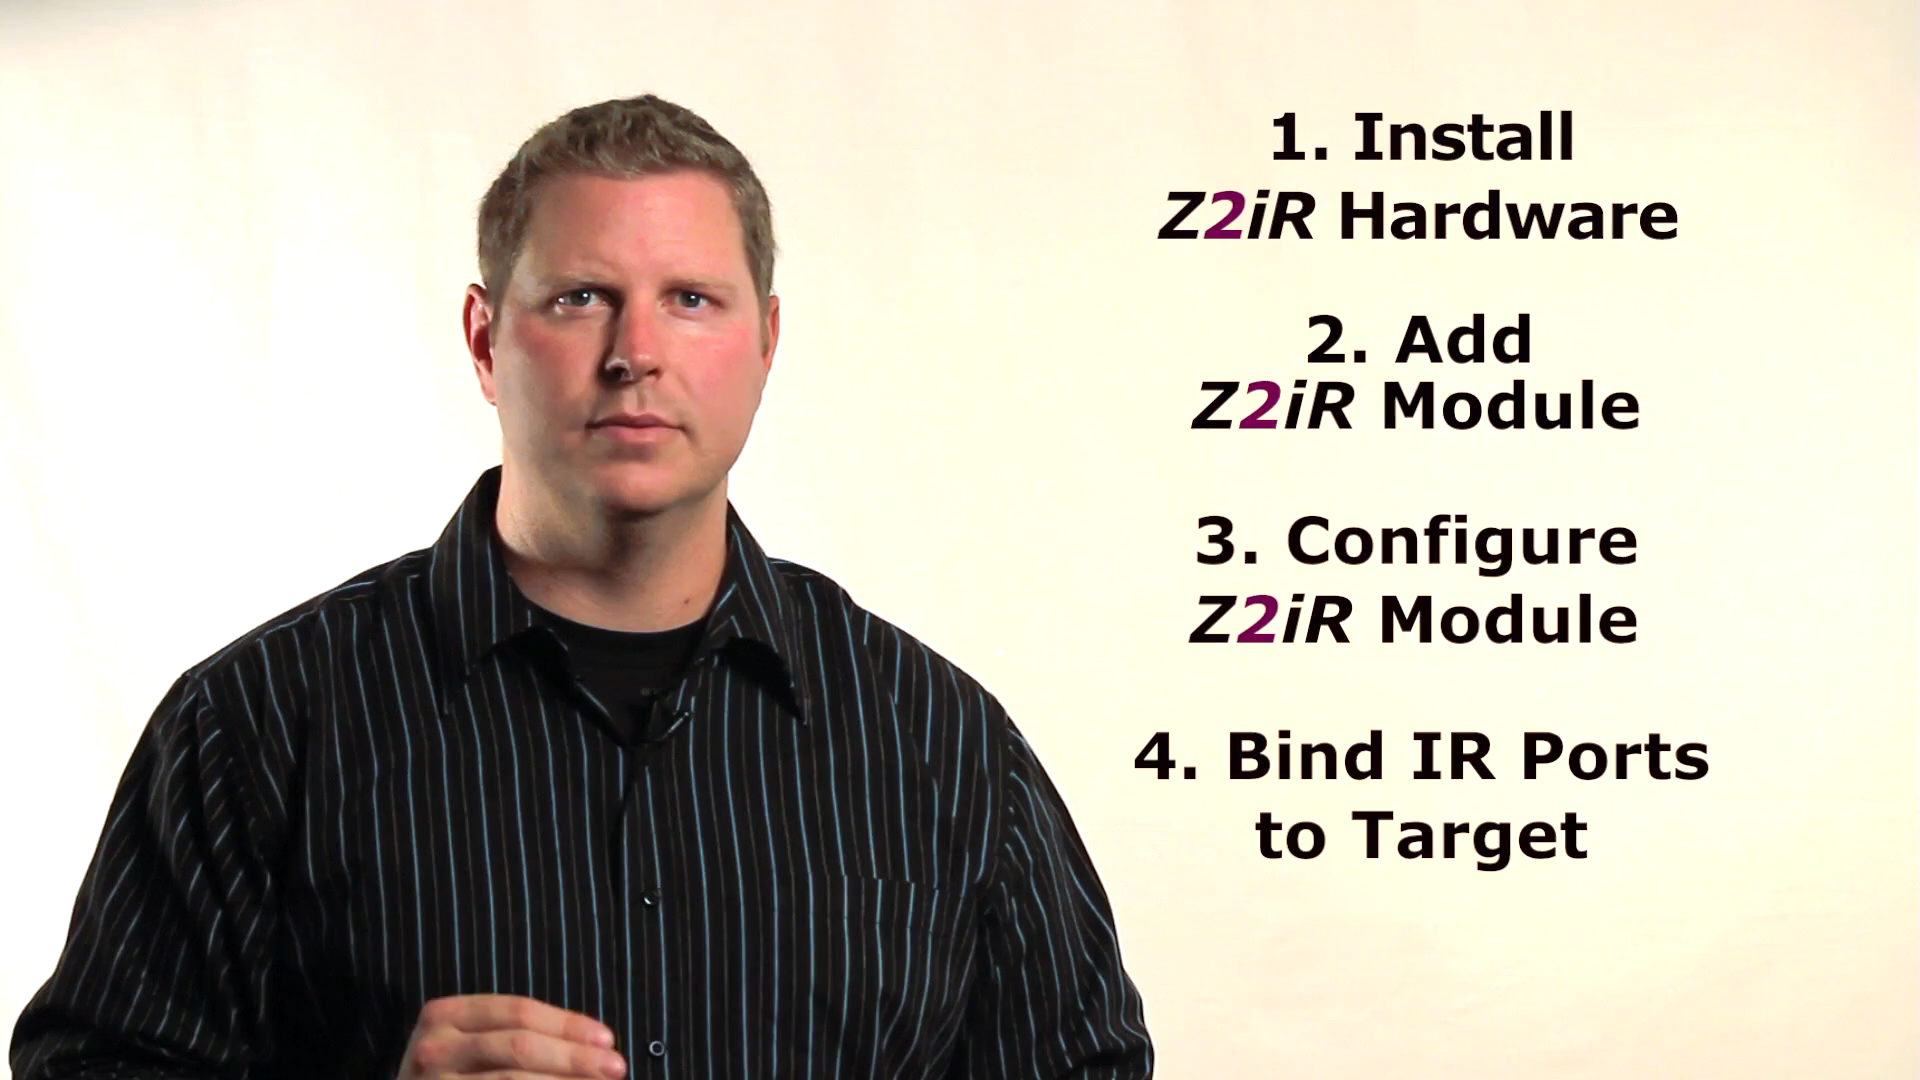 1. Install
Z2iR Hardware
2. Add
Z2iR Module
3. Configure
Z2iR Module
4. Bind IR Ports
to Target